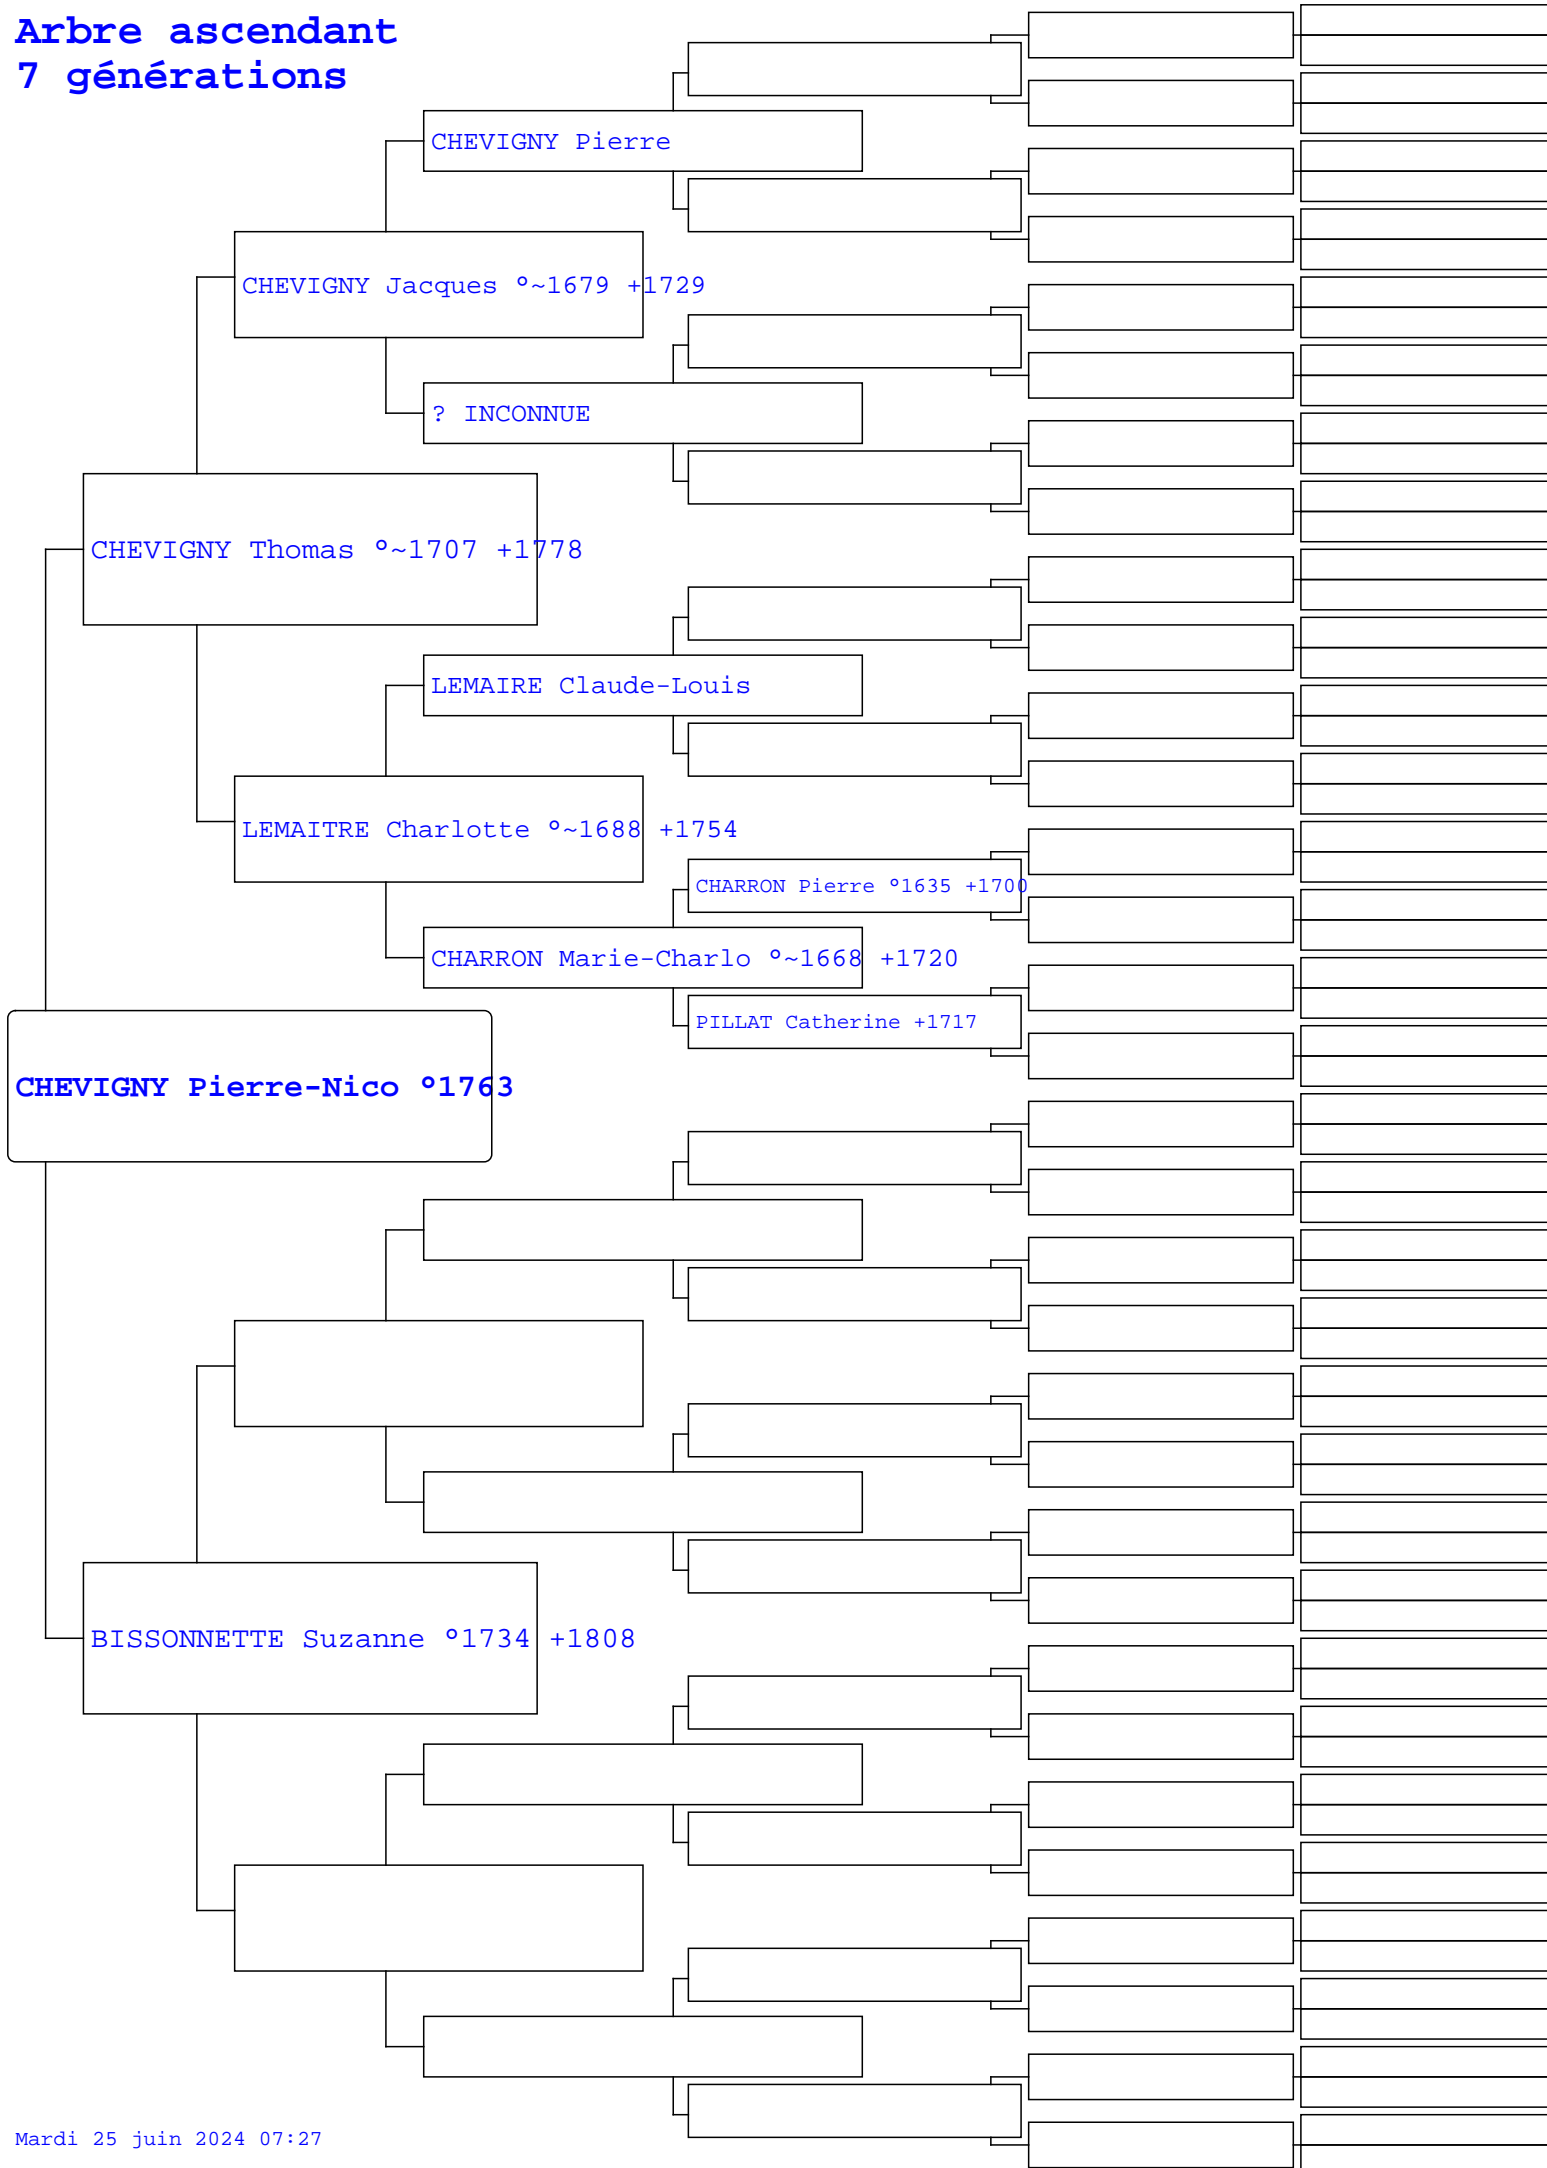 Arbre ascendant
7 générations
CHEVIGNY Pierre
CHEVIGNY Jacques °~1679 +1729
? INCONNUE
CHEVIGNY Thomas °~1707 +1778
LEMAIRE Claude-Louis
LEMAITRE Charlotte °~1688 +1754
CHARRON Pierre °1635 +1700
CHARRON Marie-Charlo °~1668 +1720
PILLAT Catherine +1717
CHEVIGNY Pierre-Nico °1763
BISSONNETTE Suzanne °1734 +1808
Mardi 25 juin 2024 07:27